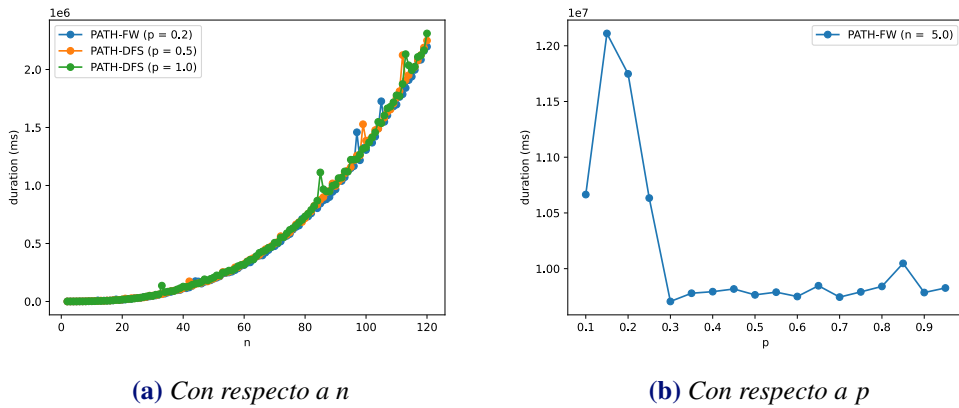 1e6
PATH-FW (p = 0.2)
PATH-DFS (p = 0.5)
PATH-DFS (p = 1.0)
2.0
1.5
1.0
0.5
0.0
duration (ms)
0 20 40 60 80 100 120
n
(a) Con respecto a n
1e7
PATH-FW (n = 5.0)
1.20
1.15
1.10
1.05
1.00
duration (ms)
0.1 0.2 0.3 0.4 0.5 0.6 0.7 0.8 0.9
p
(b) Con respecto a p